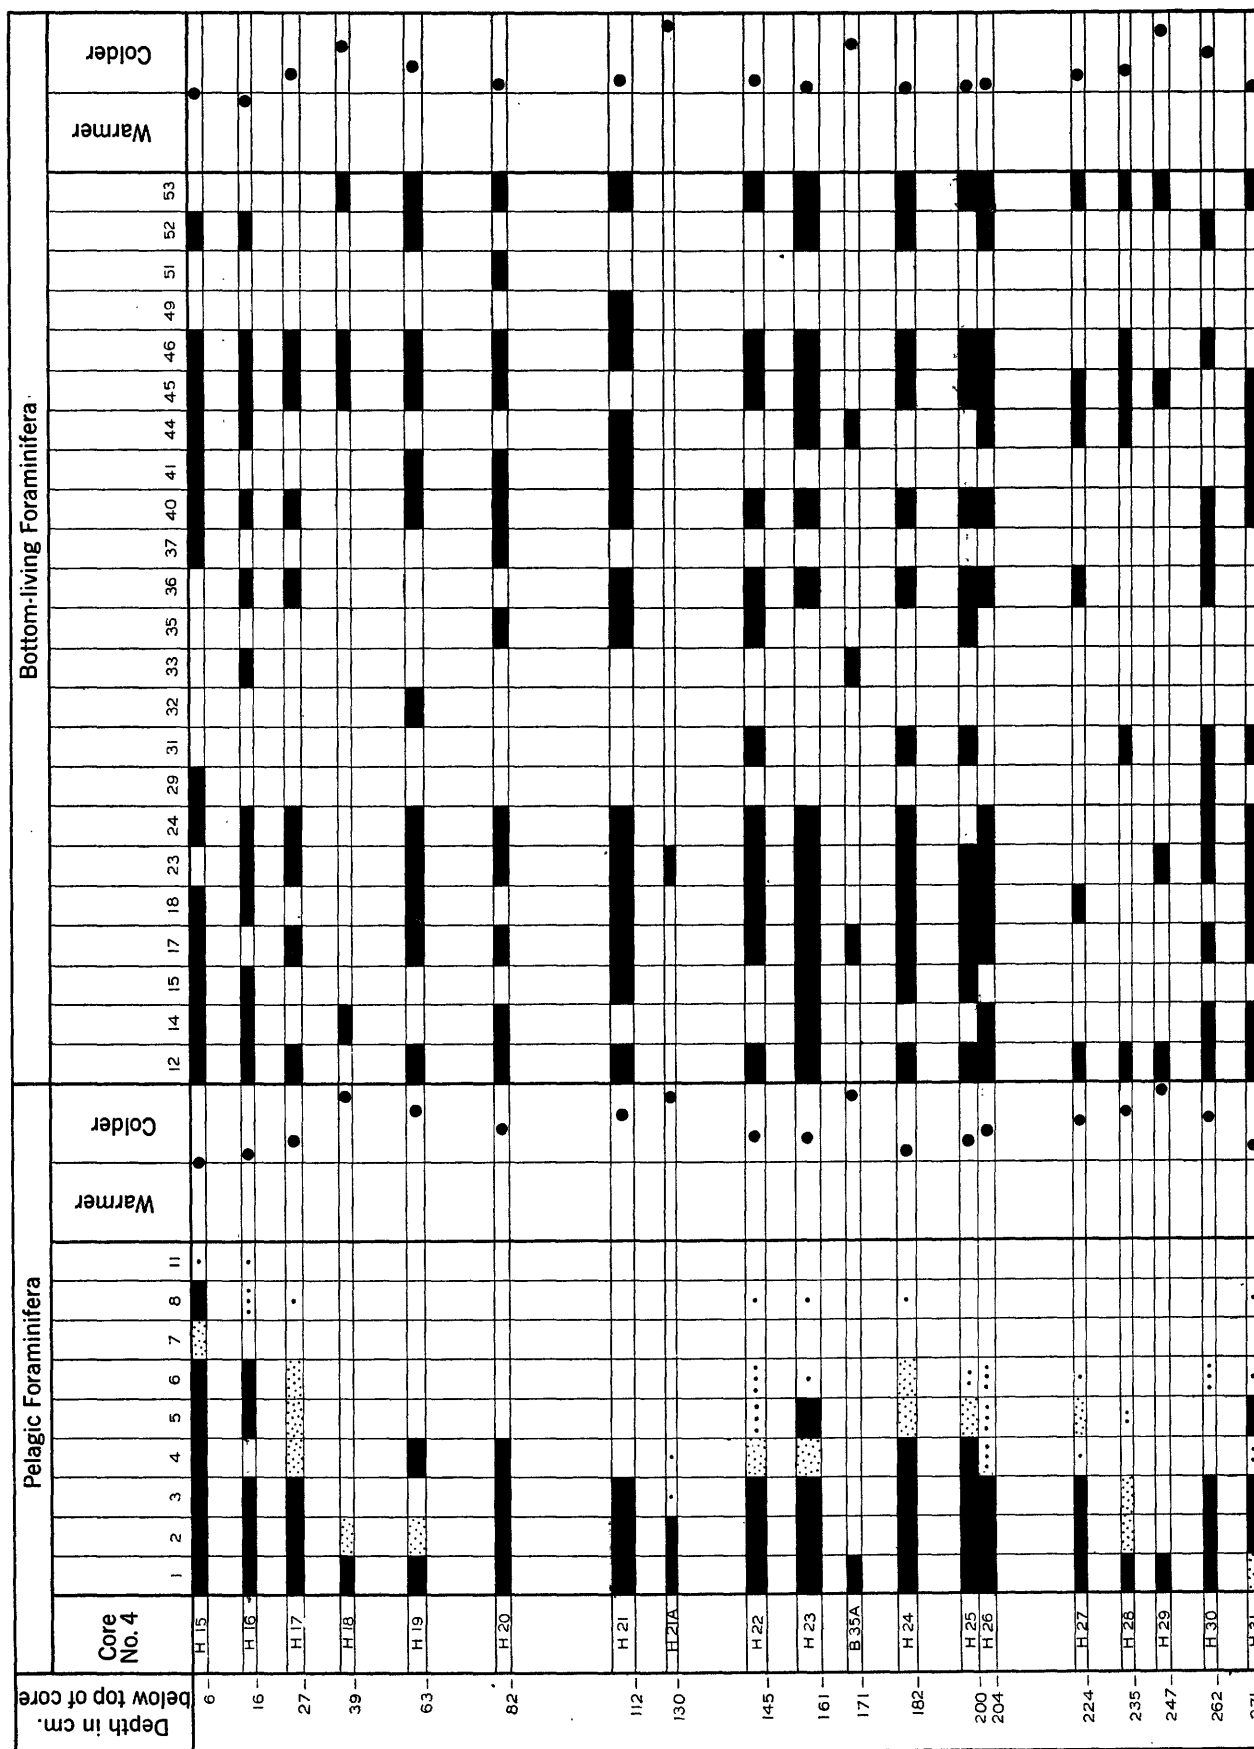 Depth in cm.
below top of core
Core
No. 4
Pelagic Foraminifera
1 2 3 4 5 6 7 8 11
Warmer
Colder
Bottom-living Foraminifera
12 14 15 17 18 23 24 29 31 32 33 35 36 37 40 41 44 45 46 49 51 52 53
Warmer
Colder
6 H 15
16 H 16
27 H 17
39 H 18
63 H 19
82 H 20
112 H 21
130 H 21A
145 H 22
161 H 23
171 B 35A
182 H 24
200 H 25
204 H 26
224 H 27
235 H 28
247 H 29
262 H 30